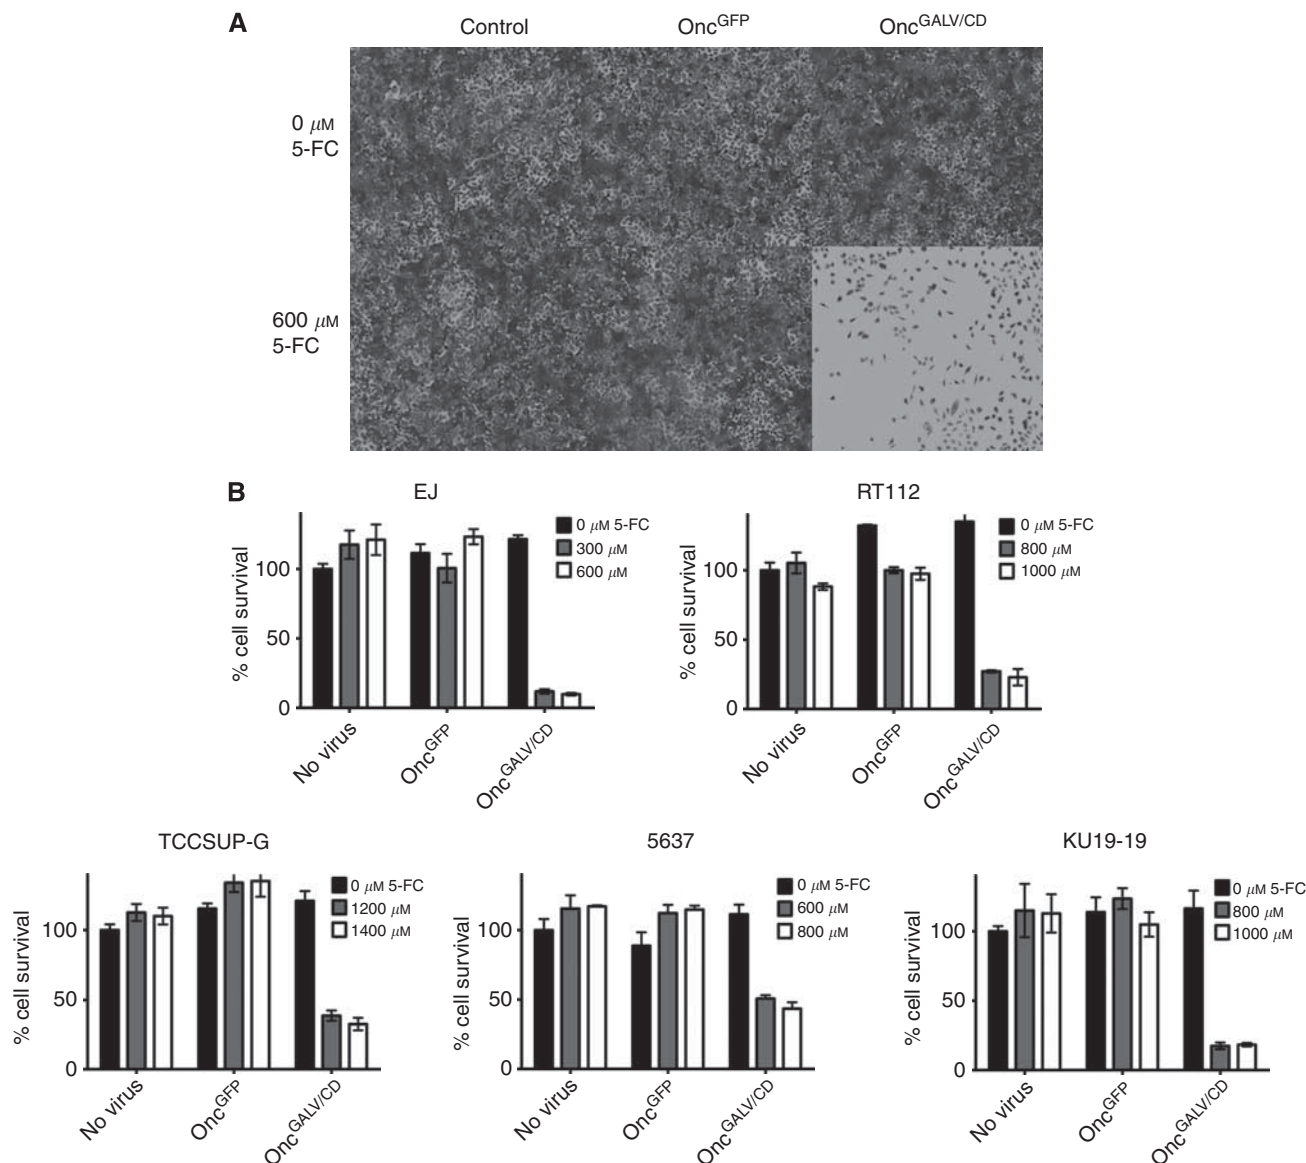 A
Control
Onc^GFP
Onc^GALV/CD
0 μM
5-FC
600 μM
5-FC
B
EJ
% cell survival
100
50
0
0 μM 5-FC
300 μM
600 μM
No virus
Onc^GFP
Onc^GALV/CD
RT112
% cell survival
100
50
0
0 μM 5-FC
800 μM
1000 μM
No virus
Onc^GFP
Onc^GALV/CD
TCCSUP-G
% cell survival
100
50
0
0 μM 5-FC
1200 μM
1400 μM
No virus
Onc^GFP
Onc^GALV/CD
5637
% cell survival
100
50
0
0 μM 5-FC
600 μM
800 μM
No virus
Onc^GFP
Onc^GALV/CD
KU19-19
% cell survival
100
50
0
0 μM 5-FC
800 μM
1000 μM
No virus
Onc^GFP
Onc^GALV/CD